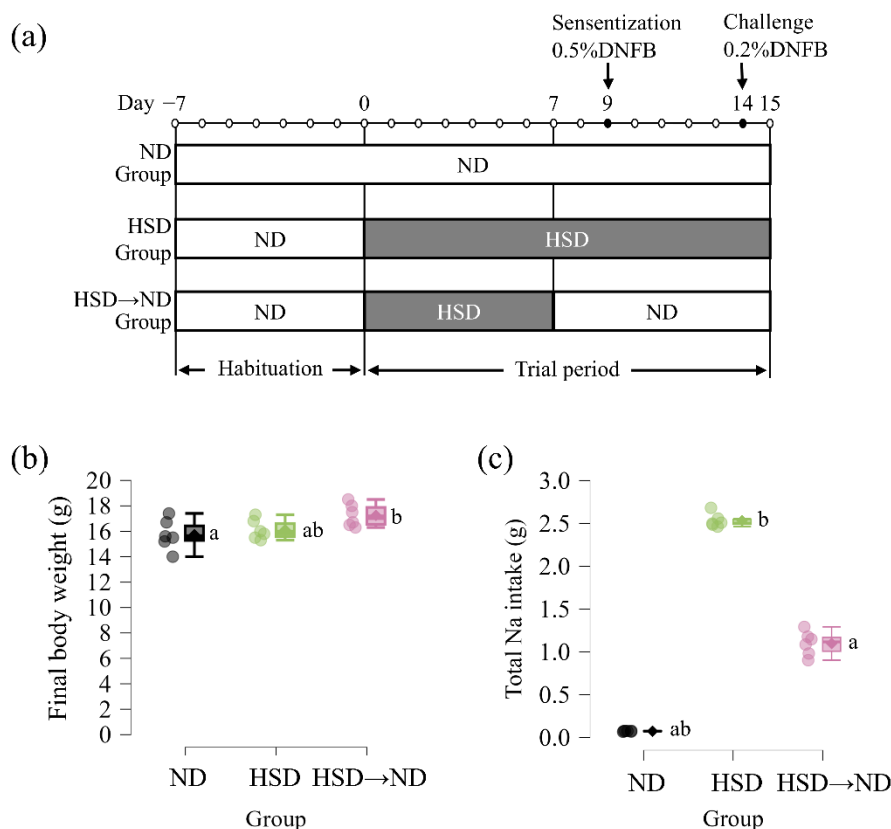 (a)
Sensentization
0.5%DNFB
Challenge
0.2%DNFB
Day −7 0 7 9 14 15
ND
Group
ND
HSD
Group
ND HSD
HSD→ND
Group
ND HSD ND
Habituation Trial period
(b)
Final body weight (g)
20
18
16
14
12
10
8
6
4
2
0
a
ab
b
ND HSD HSD→ND
Group
(c)
Total Na intake (g)
3.0
2.5
2.0
1.5
1.0
0.5
0.0
ab
b
a
ND HSD HSD→ND
Group